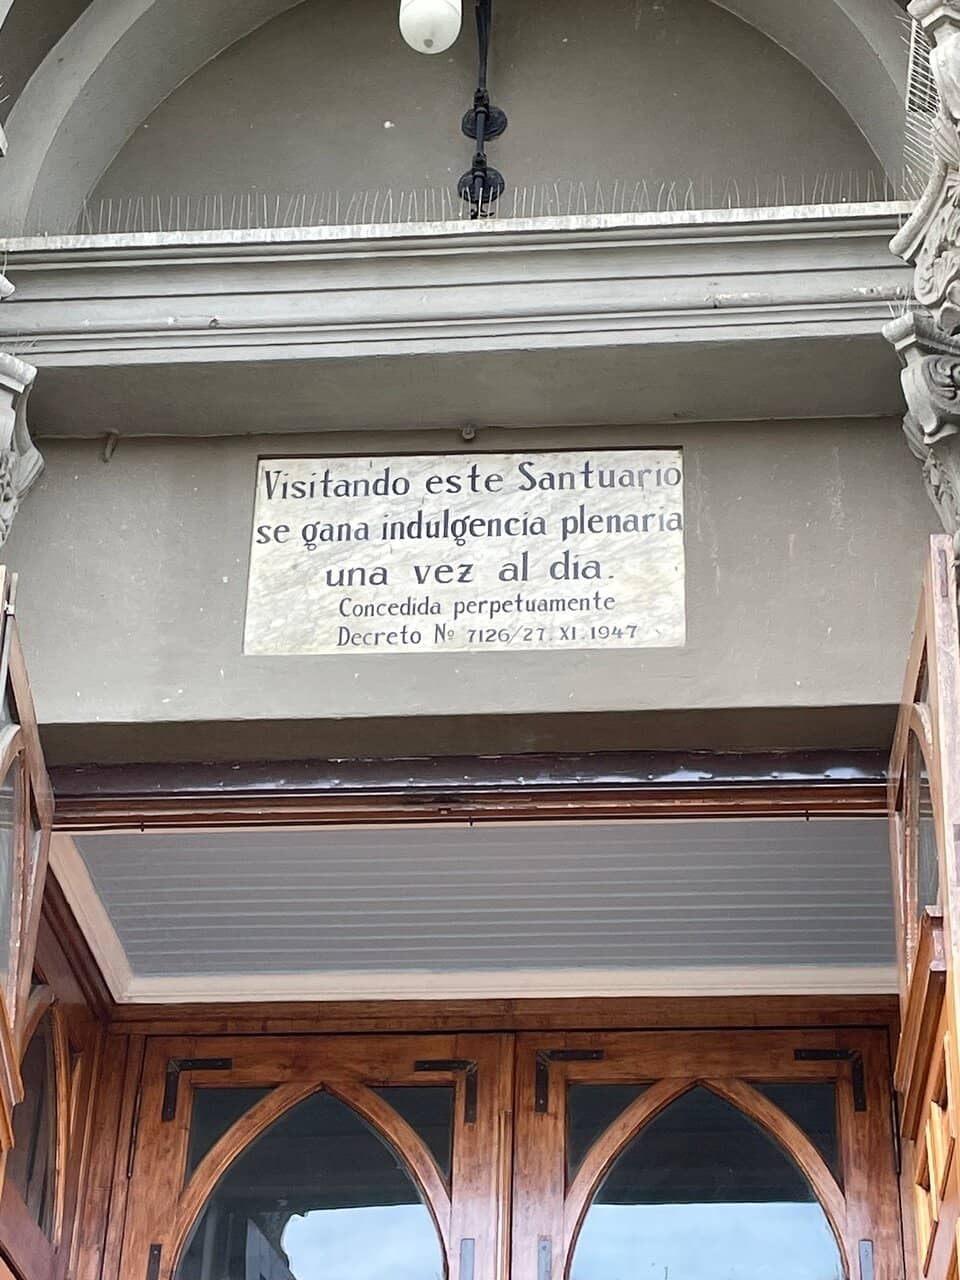 Visitando este Santuario
se gana indulgencia plenaria
una vez al dia.
Concedida perpetuamente
Decreto Nº 7126/27.XI.1947